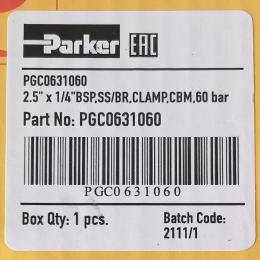 Parker EAC
PGC0631060
2.5" x 1/4"BSP,SS/BR,CLAMP,CBM,60 bar
Part No: PGC0631060
PGC0631060
Box Qty: 1 pcs. Batch Code:
2111/1